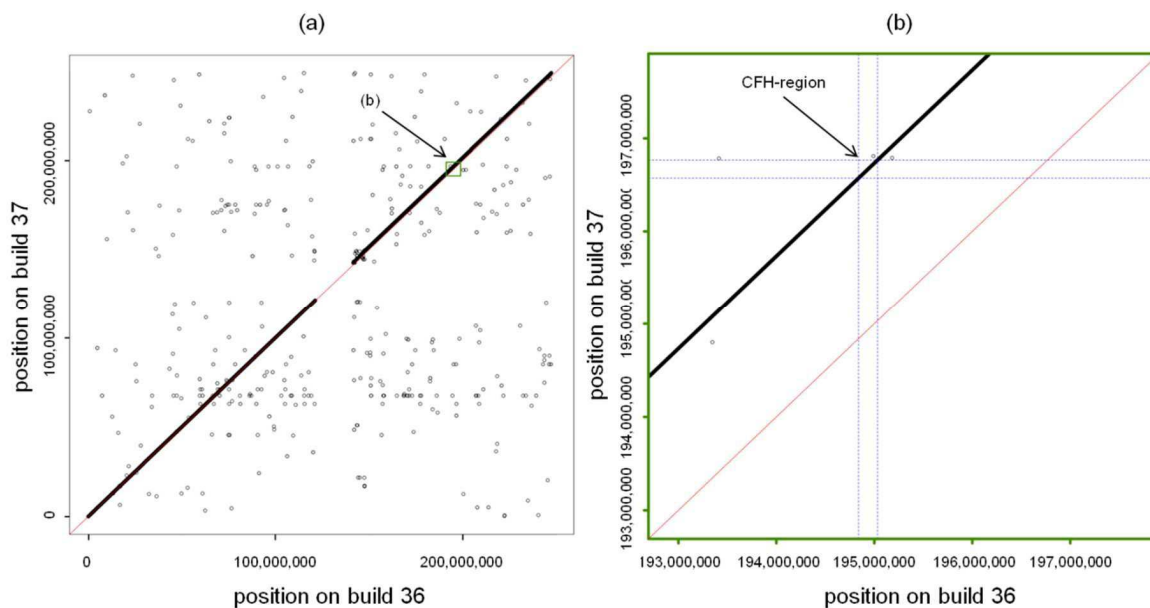 (a)
(b)
position on build 37
200,000,000
100,000,000
0
(b)
0
100,000,000
200,000,000
position on build 36
position on build 37
197,000,000
196,000,000
195,000,000
194,000,000
193,000,000
CFH-region
193,000,000
194,000,000
195,000,000
196,000,000
197,000,000
position on build 36